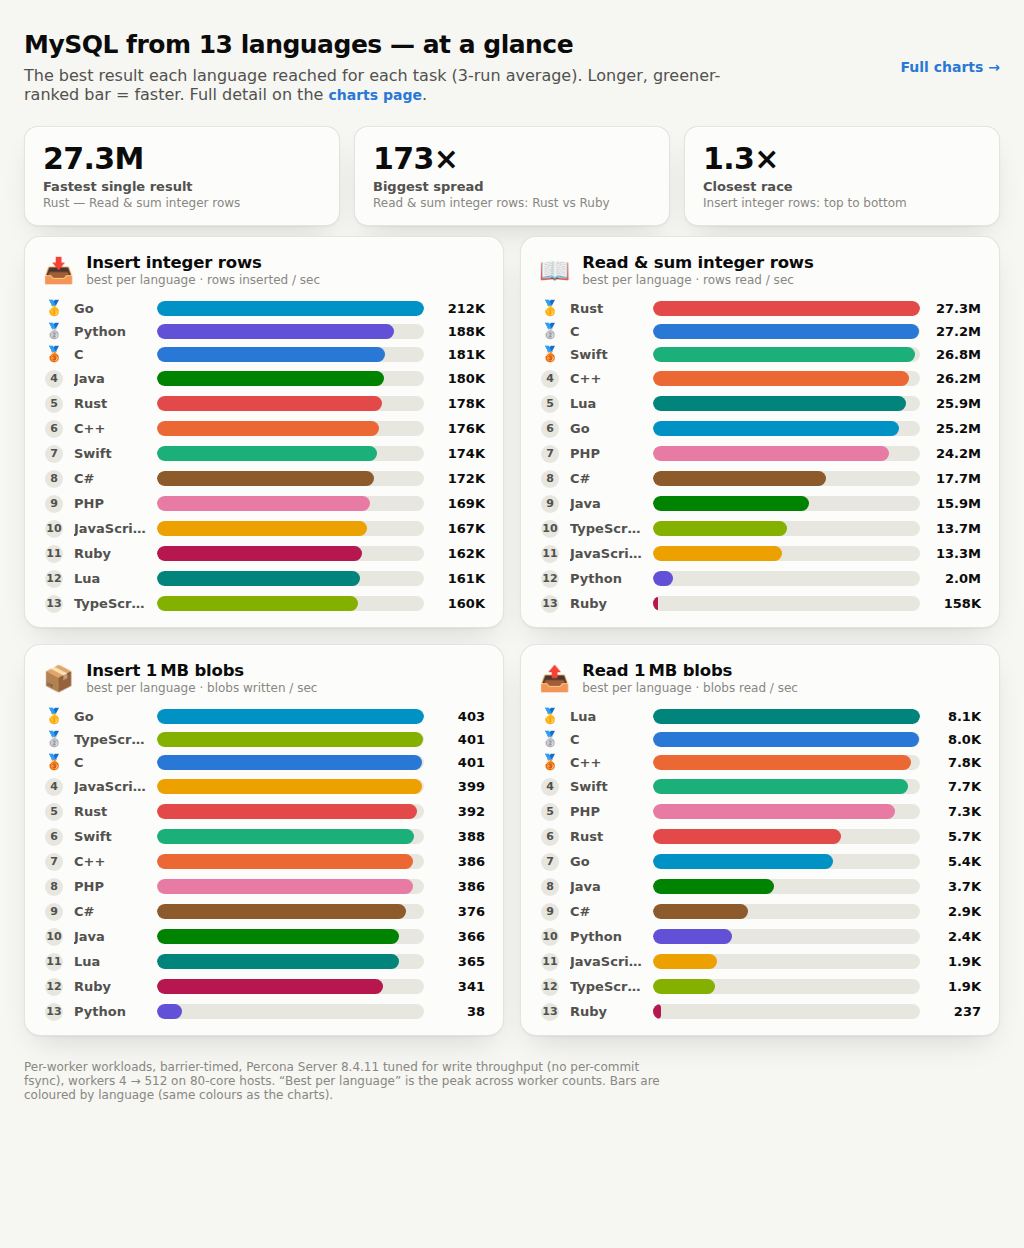 MySQL from 13 languages — at a glance
The best result each language reached for each task (3-run average). Longer, greener-
ranked bar = faster. Full detail on the charts page.
Full charts →
27.3M
Fastest single result
Rust — Read & sum integer rows
173×
Biggest spread
Read & sum integer rows: Rust vs Ruby
1.3×
Closest race
Insert integer rows: top to bottom
Insert integer rows
best per language · rows inserted / sec
Go 212K
Python 188K
C 181K
4 Java 180K
5 Rust 178K
6 C++ 176K
7 Swift 174K
8 C# 172K
9 PHP 169K
10 JavaScri… 167K
11 Ruby 162K
12 Lua 161K
13 TypeScr… 160K
Read & sum integer rows
best per language · rows read / sec
Rust 27.3M
C 27.2M
Swift 26.8M
4 C++ 26.2M
5 Lua 25.9M
6 Go 25.2M
7 PHP 24.2M
8 C# 17.7M
9 Java 15.9M
10 TypeScr… 13.7M
11 JavaScri… 13.3M
12 Python 2.0M
13 Ruby 158K
Insert 1 MB blobs
best per language · blobs written / sec
Go 403
TypeScr… 401
C 401
4 JavaScri… 399
5 Rust 392
6 Swift 388
7 C++ 386
8 PHP 386
9 C# 376
10 Java 366
11 Lua 365
12 Ruby 341
13 Python 38
Read 1 MB blobs
best per language · blobs read / sec
Lua 8.1K
C 8.0K
C++ 7.8K
4 Swift 7.7K
5 PHP 7.3K
6 Rust 5.7K
7 Go 5.4K
8 Java 3.7K
9 C# 2.9K
10 Python 2.4K
11 JavaScri… 1.9K
12 TypeScr… 1.9K
13 Ruby 237
Per-worker workloads, barrier-timed, Percona Server 8.4.11 tuned for write throughput (no per-commit
fsync), workers 4 → 512 on 80-core hosts. “Best per language” is the peak across worker counts. Bars are
coloured by language (same colours as the charts).